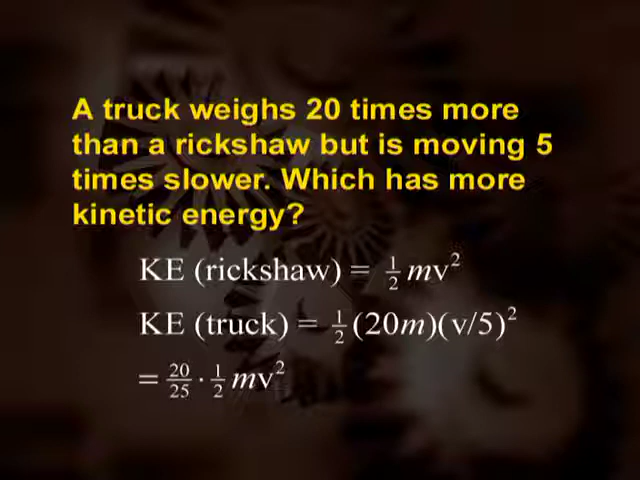 A truck weighs 20 times more
than a rickshaw but is moving 5
times slower. Which has more
kinetic energy?
KE (rickshaw) = ½ mv²
KE (truck) = ½ (20m)(v/5)²
= 20/25 · ½ mv²